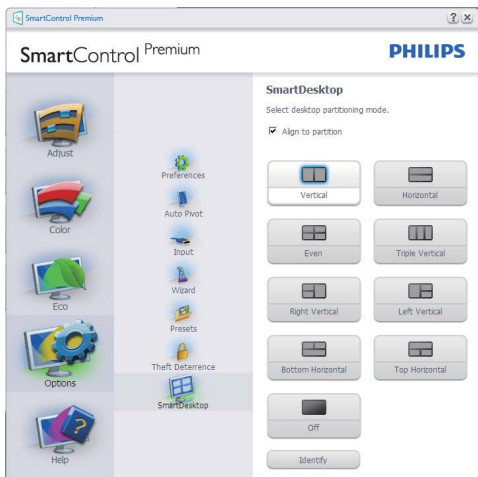 SmartControl Premium
? x
SmartControl Premium
PHILIPS
Adjust
Color
Eco
Options
Help
Preferences
Auto Pivot
Input
Wizard
Presets
Theft Deterrence
SmartDesktop
SmartDesktop
Select desktop partitioning mode.
Align to partition
Vertical
Horizontal
Even
Triple Vertical
Right Vertical
Left Vertical
Bottom Horizontal
Top Horizontal
Off
Identify